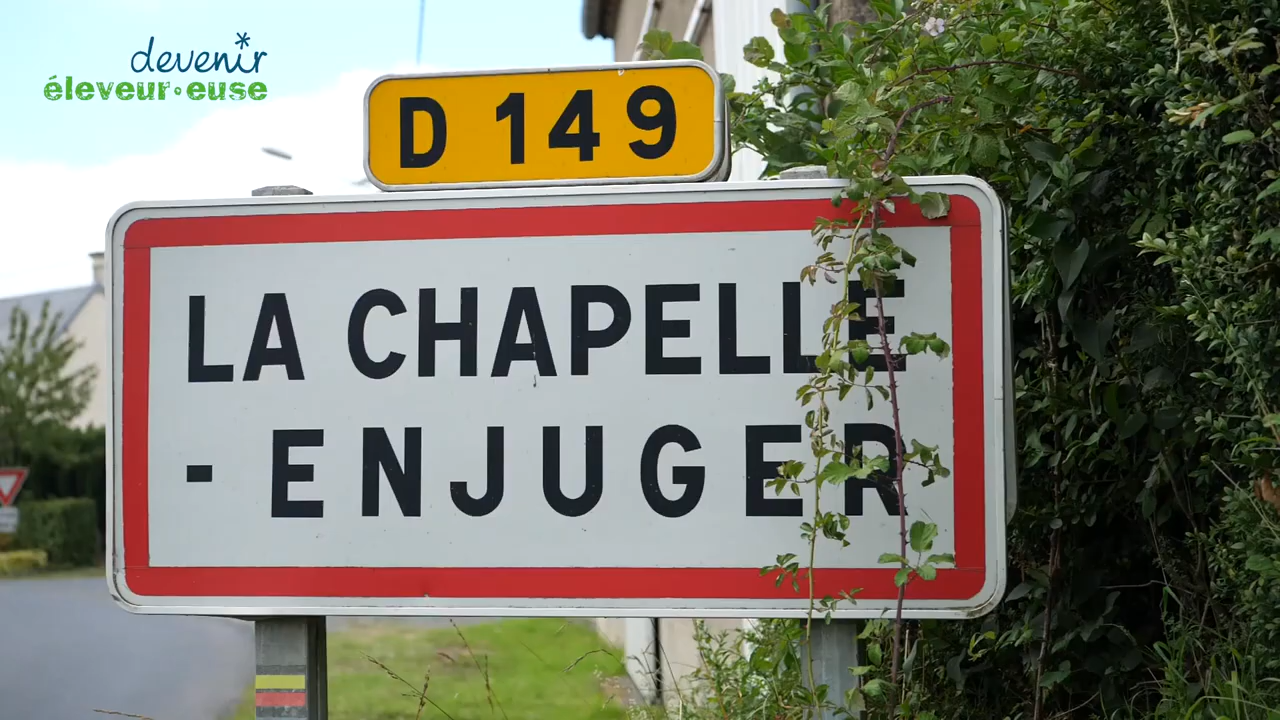 devenir
éleveur•euse
D 149
LA CHAPELLE
- ENJUGER